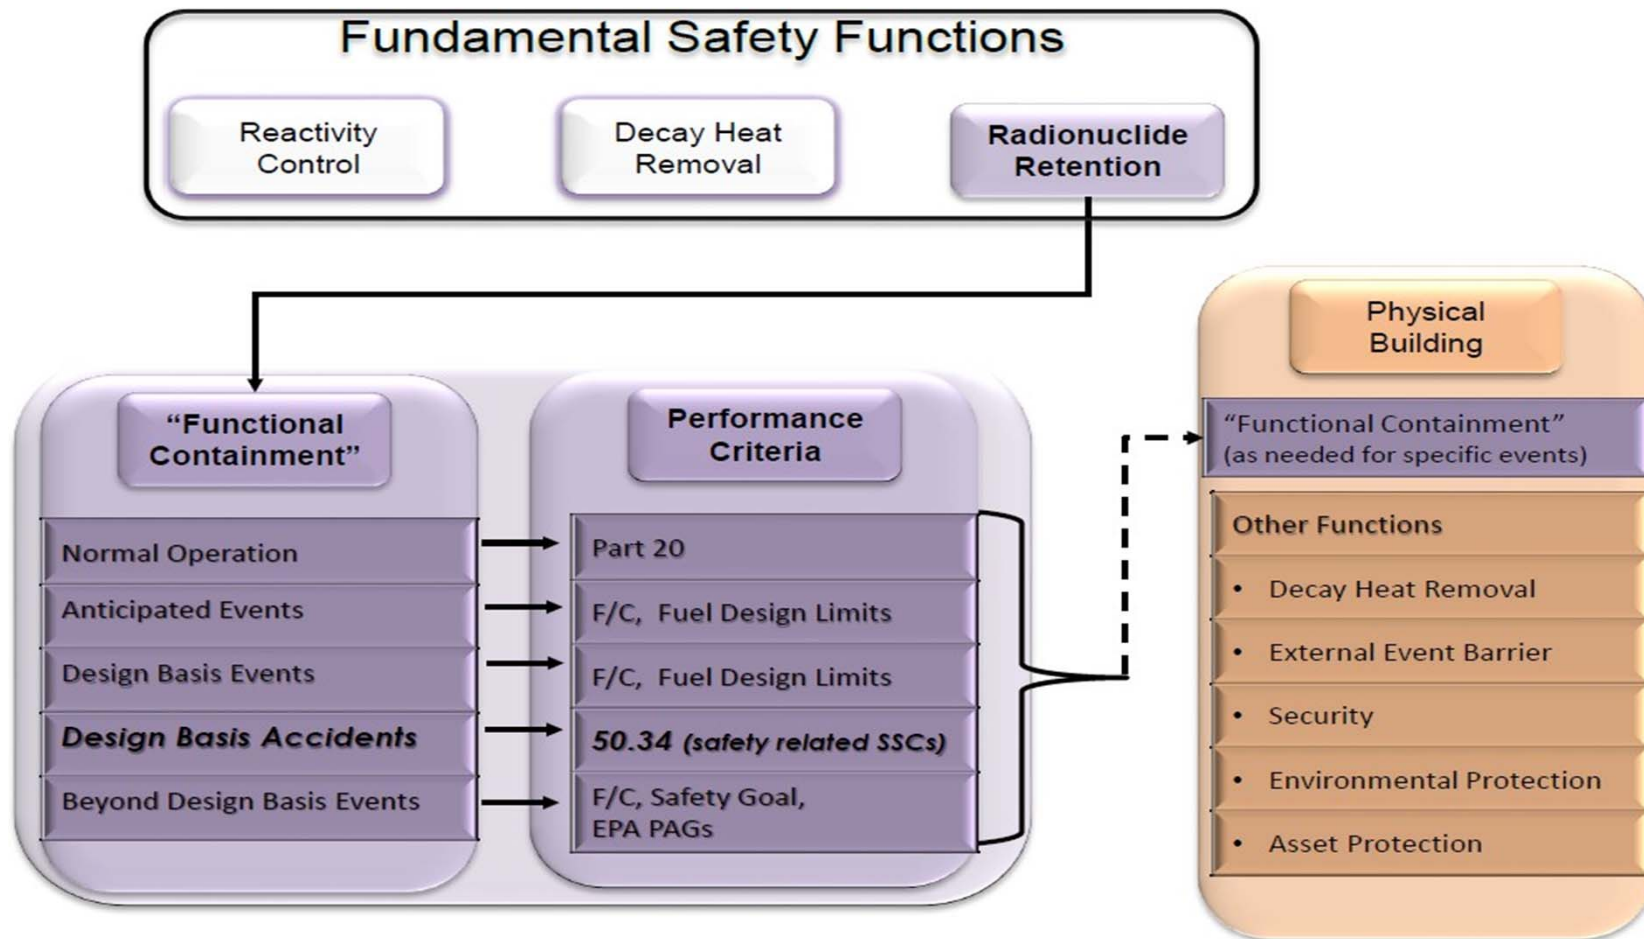 Fundamental Safety Functions
Reactivity
Control
Decay Heat
Removal
Radionuclide
Retention
“Functional
Containment”
Normal Operation
Anticipated Events
Design Basis Events
Design Basis Accidents
Beyond Design Basis Events
Performance
Criteria
Part 20
F/C, Fuel Design Limits
F/C, Fuel Design Limits
50.34 (safety related SSCs)
F/C, Safety Goal,
EPA PAGs
Physical
Building
“Functional Containment”
(as needed for specific events)
Other Functions
• Decay Heat Removal
• External Event Barrier
• Security
• Environmental Protection
• Asset Protection